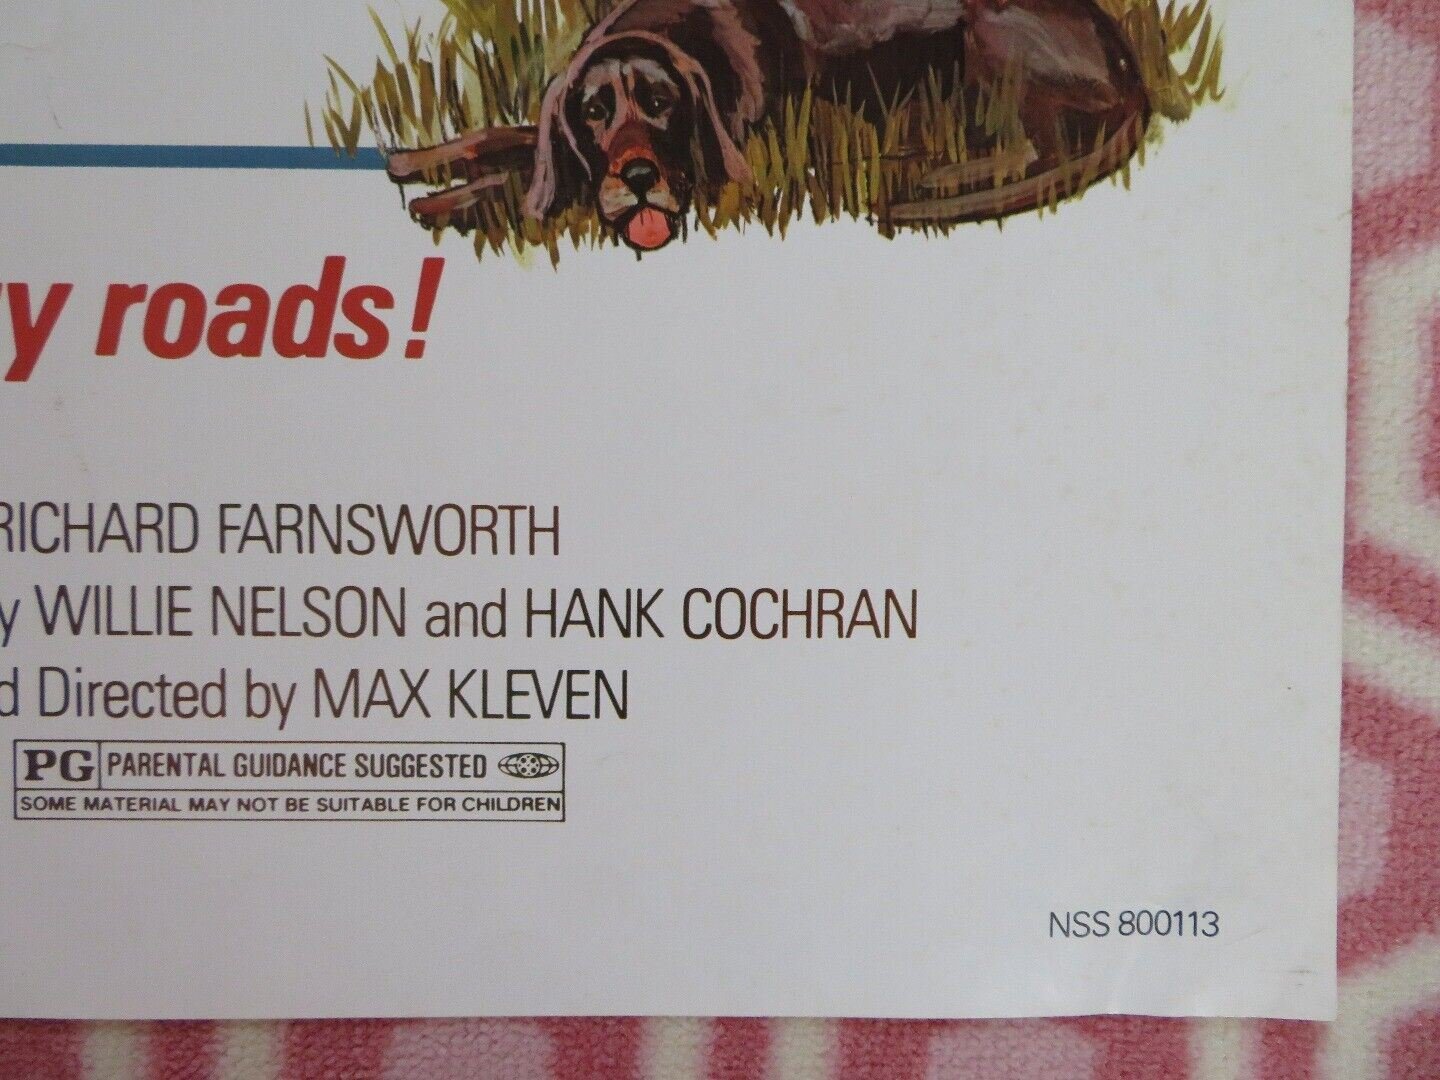 roads!
RICHARD FARNSWORTH
WILLIE NELSON and HANK COCHRAN
Directed by MAX KLEVEN
PG PARENTAL GUIDANCE SUGGESTED
SOME MATERIAL MAY NOT BE SUITABLE FOR CHILDREN
NSS 800113